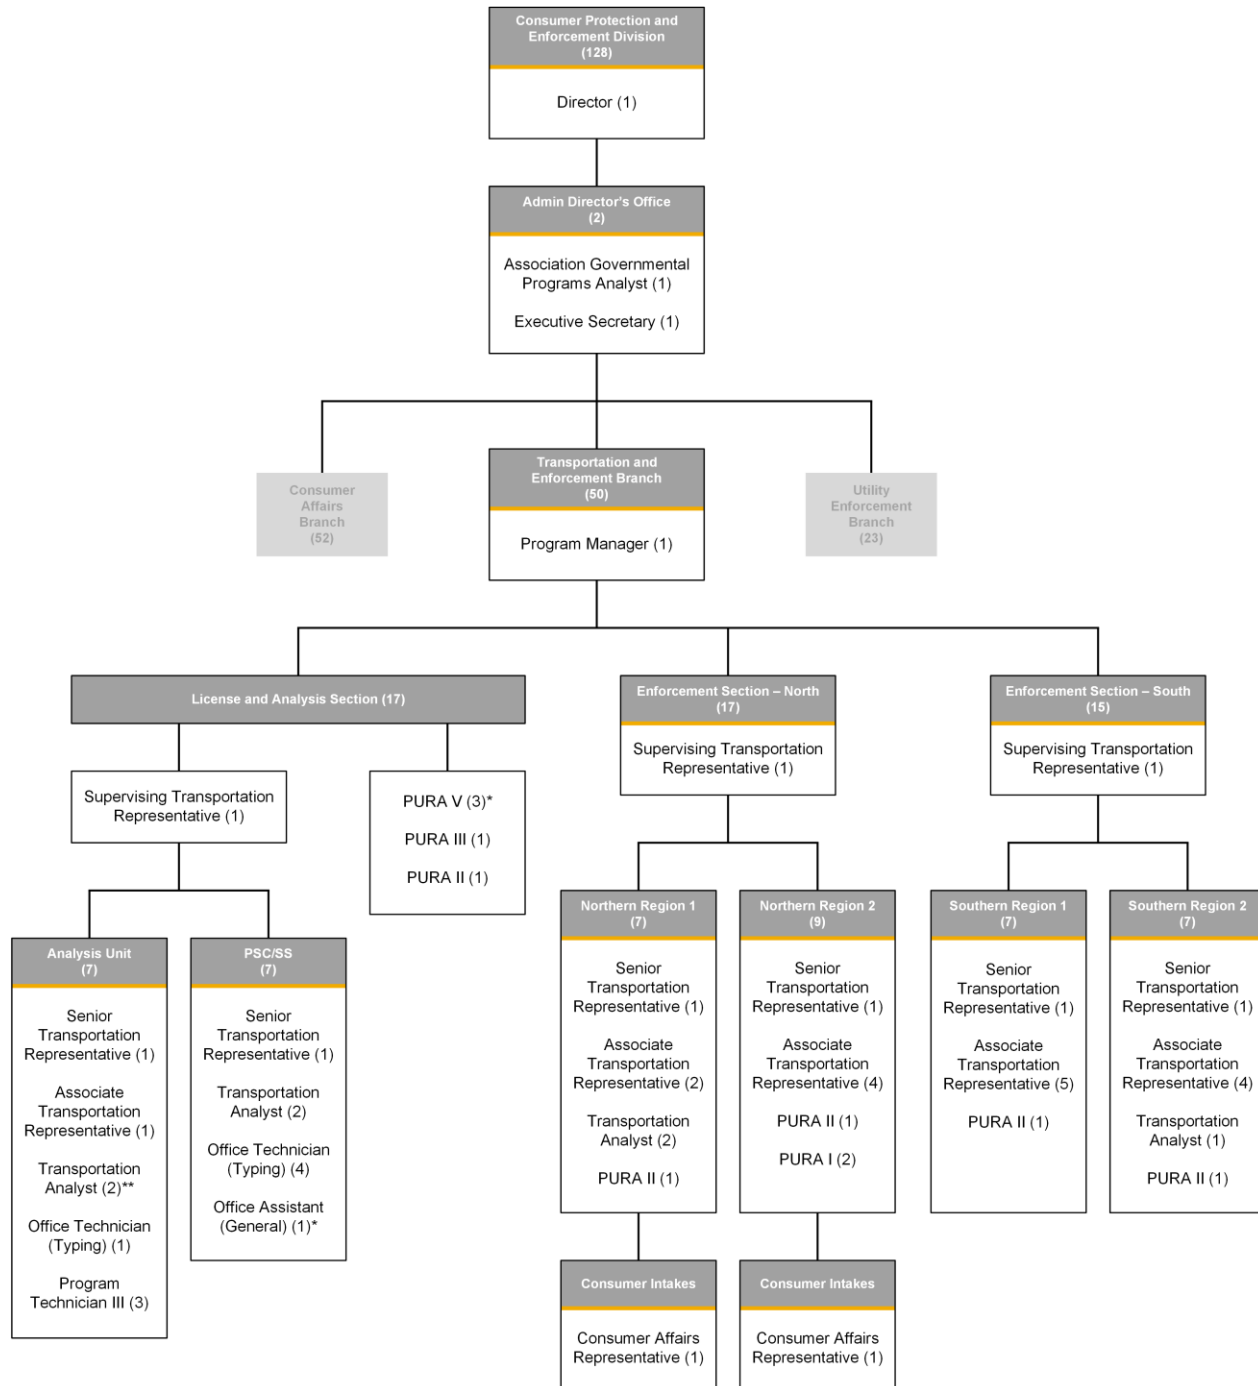 Consumer Protection and
Enforcement Division
(128)
Director (1)
Admin Director's Office
(2)
Association Governmental
Programs Analyst (1)
Executive Secretary (1)
Consumer
Affairs
Branch
(52)
Transportation and
Enforcement Branch
(50)
Program Manager (1)
Utility
Enforcement
Branch
(23)
License and Analysis Section (17)
Supervising Transportation
Representative (1)
PURA V (3)*
PURA III (1)
PURA II (1)
Analysis Unit
(7)
Senior
Transportation
Representative (1)
Associate
Transportation
Representative (1)
Transportation
Analyst (2)**
Office Technician
(Typing) (1)
Program
Technician III (3)
PSC/SS
(7)
Senior
Transportation
Representative (1)
Transportation
Analyst (2)
Office Technician
(Typing) (4)
Office Assistant
(General) (1)*
Enforcement Section – North
(17)
Supervising Transportation
Representative (1)
Northern Region 1
(7)
Senior
Transportation
Representative (1)
Associate
Transportation
Representative (2)
Transportation
Analyst (2)
PURA II (1)
Consumer Intakes
Consumer Affairs
Representative (1)
Northern Region 2
(9)
Senior
Transportation
Representative (1)
Associate
Transportation
Representative (4)
PURA II (1)
PURA I (2)
Consumer Intakes
Consumer Affairs
Representative (1)
Enforcement Section – South
(15)
Supervising Transportation
Representative (1)
Southern Region 1
(7)
Senior
Transportation
Representative (1)
Associate
Transportation
Representative (5)
PURA II (1)
Southern Region 2
(7)
Senior
Transportation
Representative (1)
Associate
Transportation
Representative (4)
Transportation
Analyst (1)
PURA II (1)